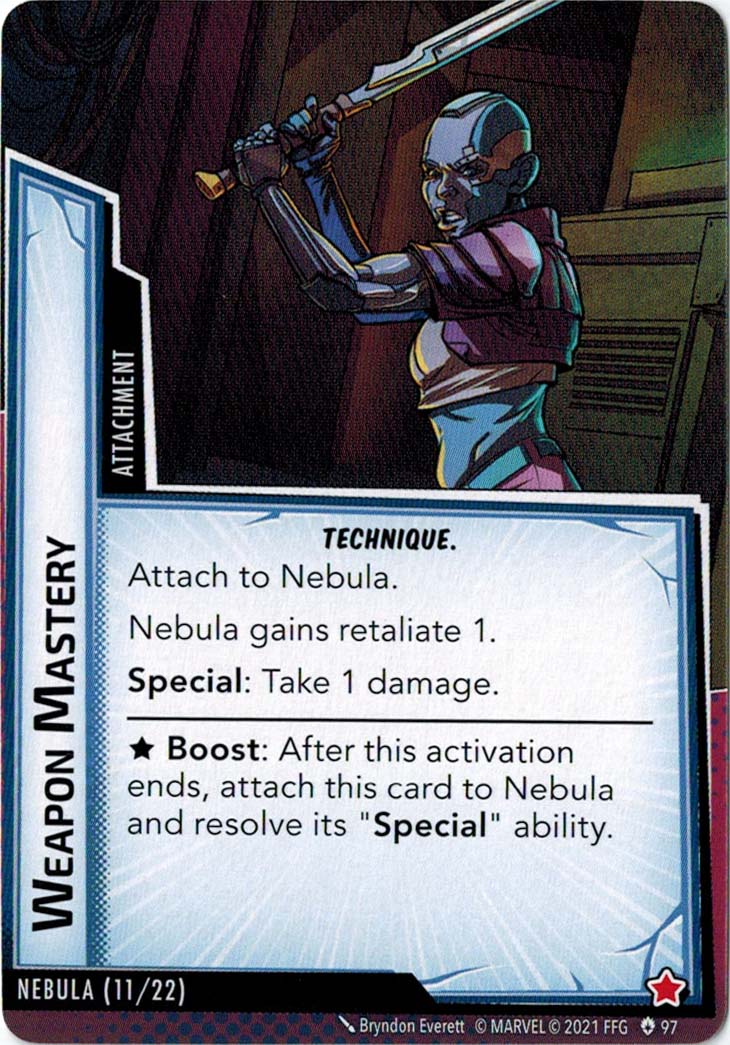 ATTACHMENT
WEAPON MASTERY
TECHNIQUE.
Attach to Nebula.
Nebula gains retaliate 1.
Special: Take 1 damage.
★ Boost: After this activation
ends, attach this card to Nebula
and resolve its "Special" ability.
NEBULA (11/22)
Bryndon Everett © MARVEL © 2021 FFG 97